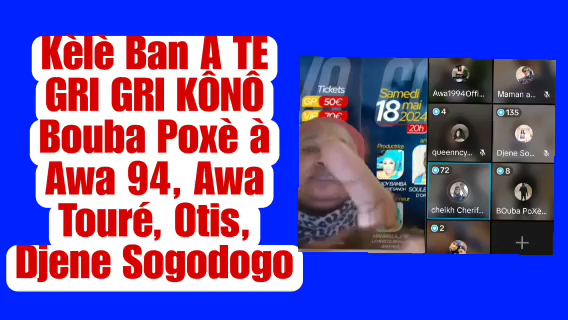 Kèlè Ban A TE
GRI GRI KÔNÔ
Bouba Poxè à
Awa 94, Awa
Touré, Otis,
Djene Sogodogo
Tickets
50€
70€
Samedi
18 mai
2024
20h
Awa1994Offi...
Maman a...
4
queenncy...
135
Djene So...
72
cheikh Cherif...
8
BOuba PoXè...
2